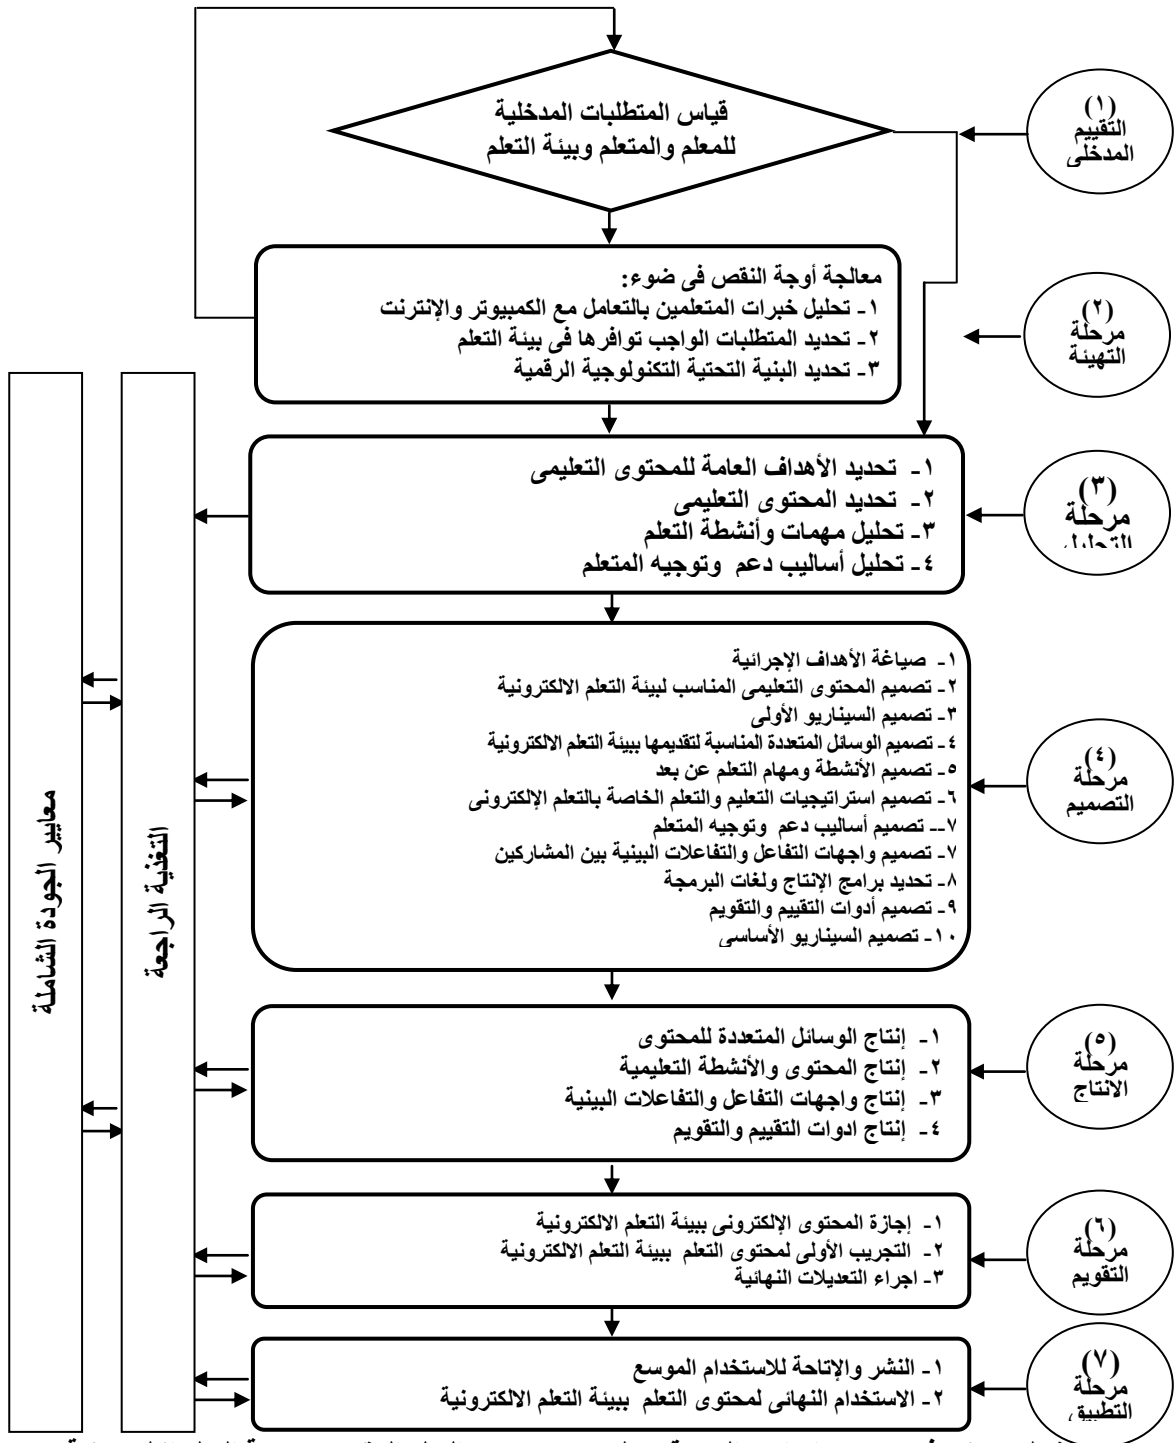 قياس المتطلبات المدخلية
للمعلم والمتعلم وبيئة التعلم
(١)
التقييم
المدخلى
معالجة أوجة النقص فى ضوء:
١- تحليل خبرات المتعلمين بالتعامل مع الكمبيوتر والإنترنت
٢- تحديد المتطلبات الواجب توافرها فى بيئة التعلم
٣- تحديد البنية التحتية التكنولوجية الرقمية
(٢)
مرحلة
التهيئة
١- تحديد الأهداف العامة للمحتوى التعليمى
٢- تحديد المحتوى التعليمى
٣- تحليل مهمات وأنشطة التعلم
٤- تحليل أساليب دعم وتوجيه المتعلم
(٣)
مرحلة
التحليل
١- صياغة الأهداف الإجرائية
٢- تصميم المحتوى التعليمى المناسب لبيئة التعلم الالكترونية
٣- تصميم السيناريو الأولى
٤- تصميم الوسائل المتعددة المناسبة لتقديمها ببيئة التعلم الالكترونية
٥- تصميم الأنشطة ومهام التعلم عن بعد
٦- تصميم استراتيجيات التعليم والتعلم الخاصة بالتعلم الإلكترونى
٧-- تصميم أساليب دعم وتوجيه المتعلم
٧- تصميم واجهات التفاعل والتفاعلات البينية بين المشاركين
٨- تحديد برامج الإنتاج ولغات البرمجة
٩- تصميم أدوات التقييم والتقويم
١٠- تصميم السيناريو الأساسى
(٤)
مرحلة
التصميم
١- إنتاج الوسائل المتعددة للمحتوى
٢- إنتاج المحتوى والأنشطة التعليمية
٣- إنتاج واجهات التفاعل والتفاعلات البينية
٤- إنتاج ادوات التقييم والتقويم
(٥)
مرحلة
الانتاج
١- إجازة المحتوى الإلكترونى ببيئة التعلم الالكترونية
٢- التجريب الأولى لمحتوى التعلم ببيئة التعلم الالكترونية
٣- اجراء التعديلات النهائية
(٦)
مرحلة
التقويم
١- النشر والإتاحة للاستخدام الموسع
٢- الاستخدام النهائى لمحتوى التعلم ببيئة التعلم الالكترونية
(٧)
مرحلة
التطبيق
التغذية الراجعة
معايير الجودة الشاملة